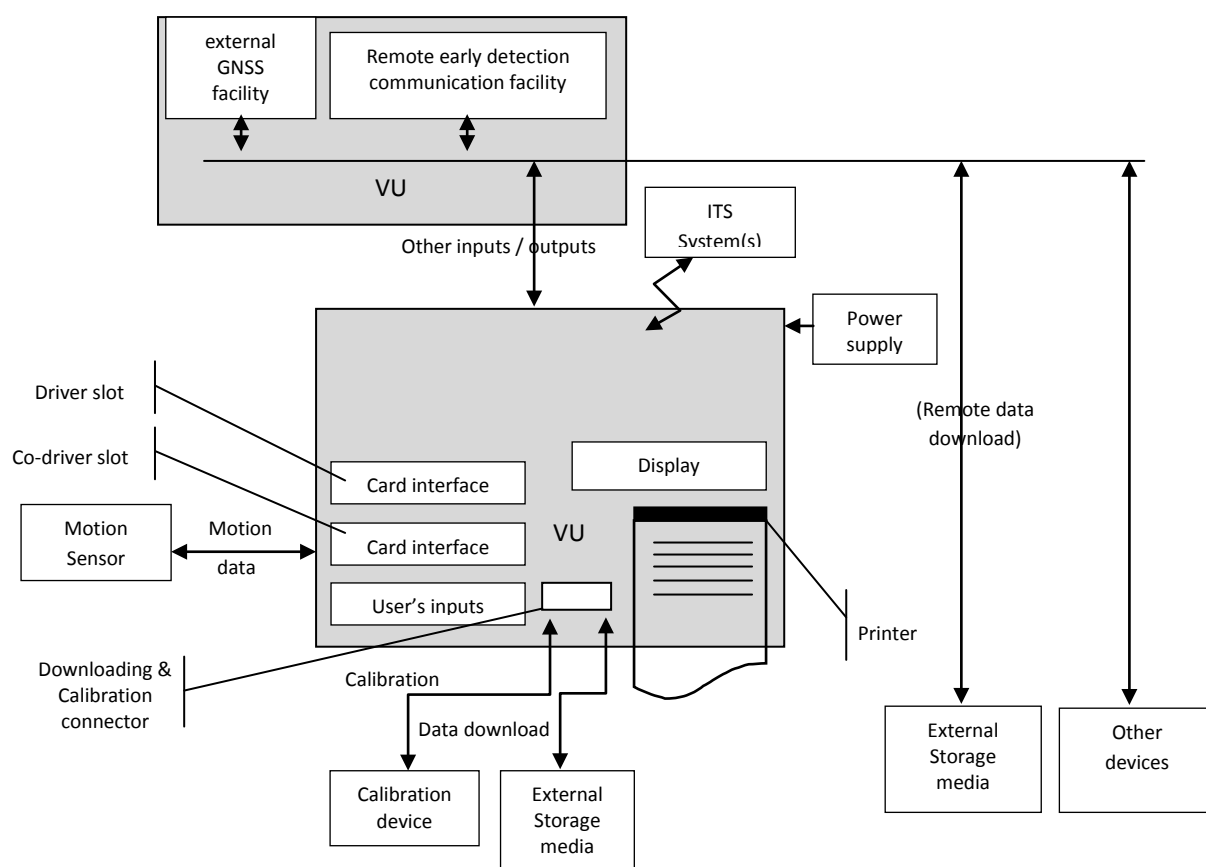 external
GNSS
facility
Remote early detection
communication facility
VU
Other inputs / outputs
ITS
System(s)
Power
supply
(Remote data
download)
Driver slot
Co-driver slot
Card interface
Display
Card interface
VU
Motion
Sensor
Motion
data
User's inputs
Printer
Downloading &
Calibration
connector
Calibration
Data download
Calibration
device
External
Storage
media
External
Storage
media
Other
devices